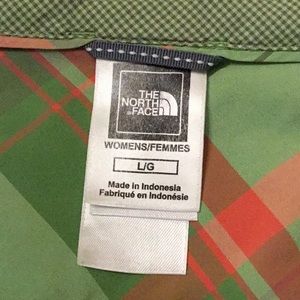 THE
NORTH
FACE
WOMENS/FEMMES
L/G
Made in Indonesia
Fabriqué en Indonésie